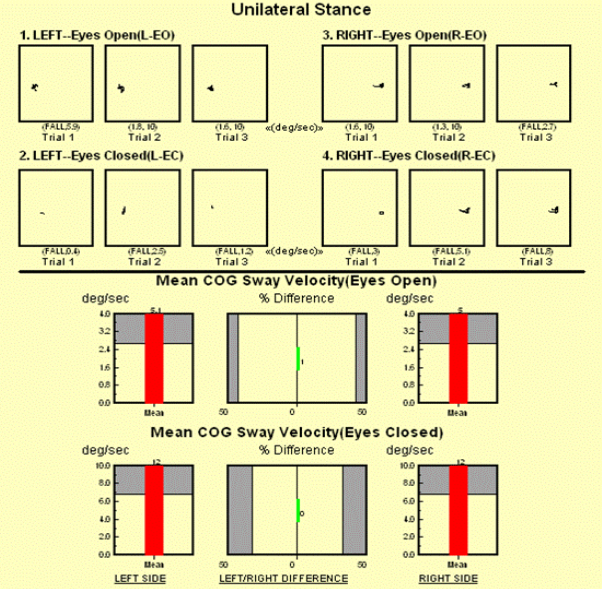 Unilateral Stance
1. LEFT--Eyes Open(L-EO)
3. RIGHT--Eyes Open(R-EO)
(FALL,5.9) (1.8, 10) (1.6, 10) «(deg/sec)» (1.6, 10) (1.3, 10) (FALL,2.7)
Trial 1 Trial 2 Trial 3 Trial 1 Trial 2 Trial 3
2. LEFT--Eyes Closed(L-EC)
4. RIGHT--Eyes Closed(R-EC)
(FALL,0.4) (FALL,2.5) (FALL,1.2) «(deg/sec)» (FALL,3) (FALL,5.1) (FALL,8)
Trial 1 Trial 2 Trial 3 Trial 1 Trial 2 Trial 3
Mean COG Sway Velocity(Eyes Open)
deg/sec % Difference deg/sec
5.1 5
4.0 4.0
3.2 3.2
2.4 2.4
1 
1.6 1.6
0.8 0.8
0.0 0.0
Mean 50 0 50 Mean
Mean COG Sway Velocity(Eyes Closed)
deg/sec % Difference deg/sec
12 12
10.0 10.0
8.0 8.0
6.0 6.0
0
4.0 4.0
2.0 2.0
0.0 0.0
Mean 50 0 50 Mean
LEFT SIDE LEFT/RIGHT DIFFERENCE RIGHT SIDE